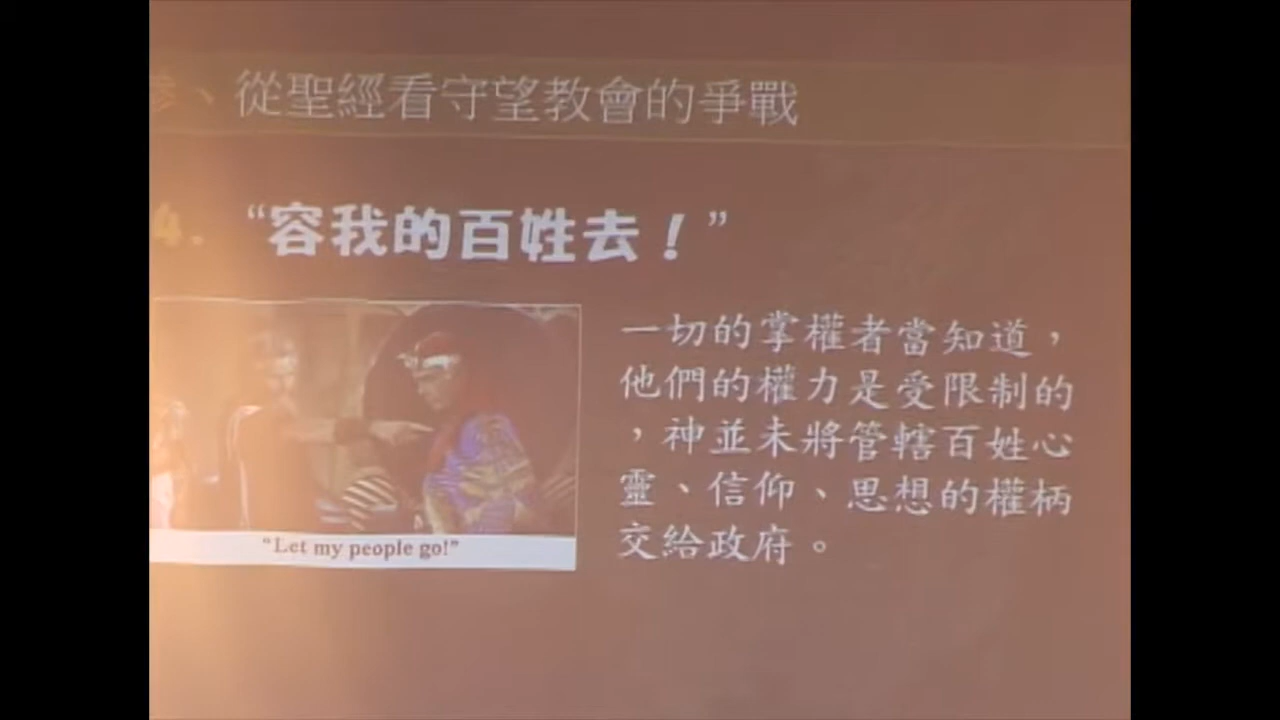 參、從聖經看守望教會的爭戰
4. “容我的百姓去！”
一切的掌權者當知道，
他們的權力是受限制的
，神並未將管轄百姓心
靈、信仰、思想的權柄
交給政府。
“Let my people go!”